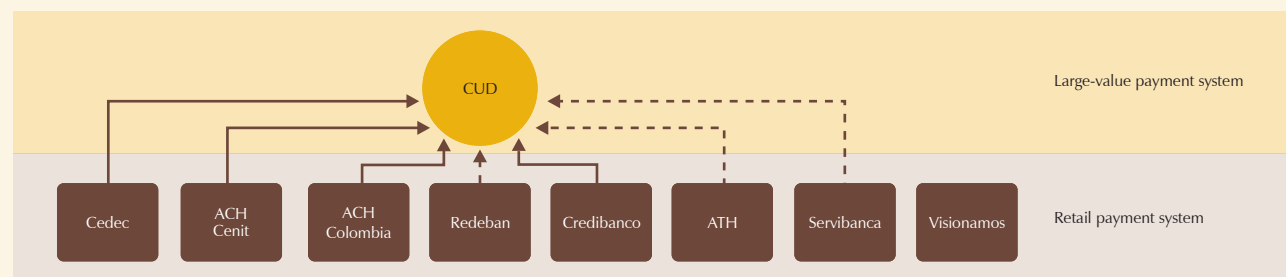 CUD
Large-value payment system
Cedec
ACH
Cenit
ACH
Colombia
Redeban
Credibanco
ATH
Servibanca
Visionamos
Retail payment system